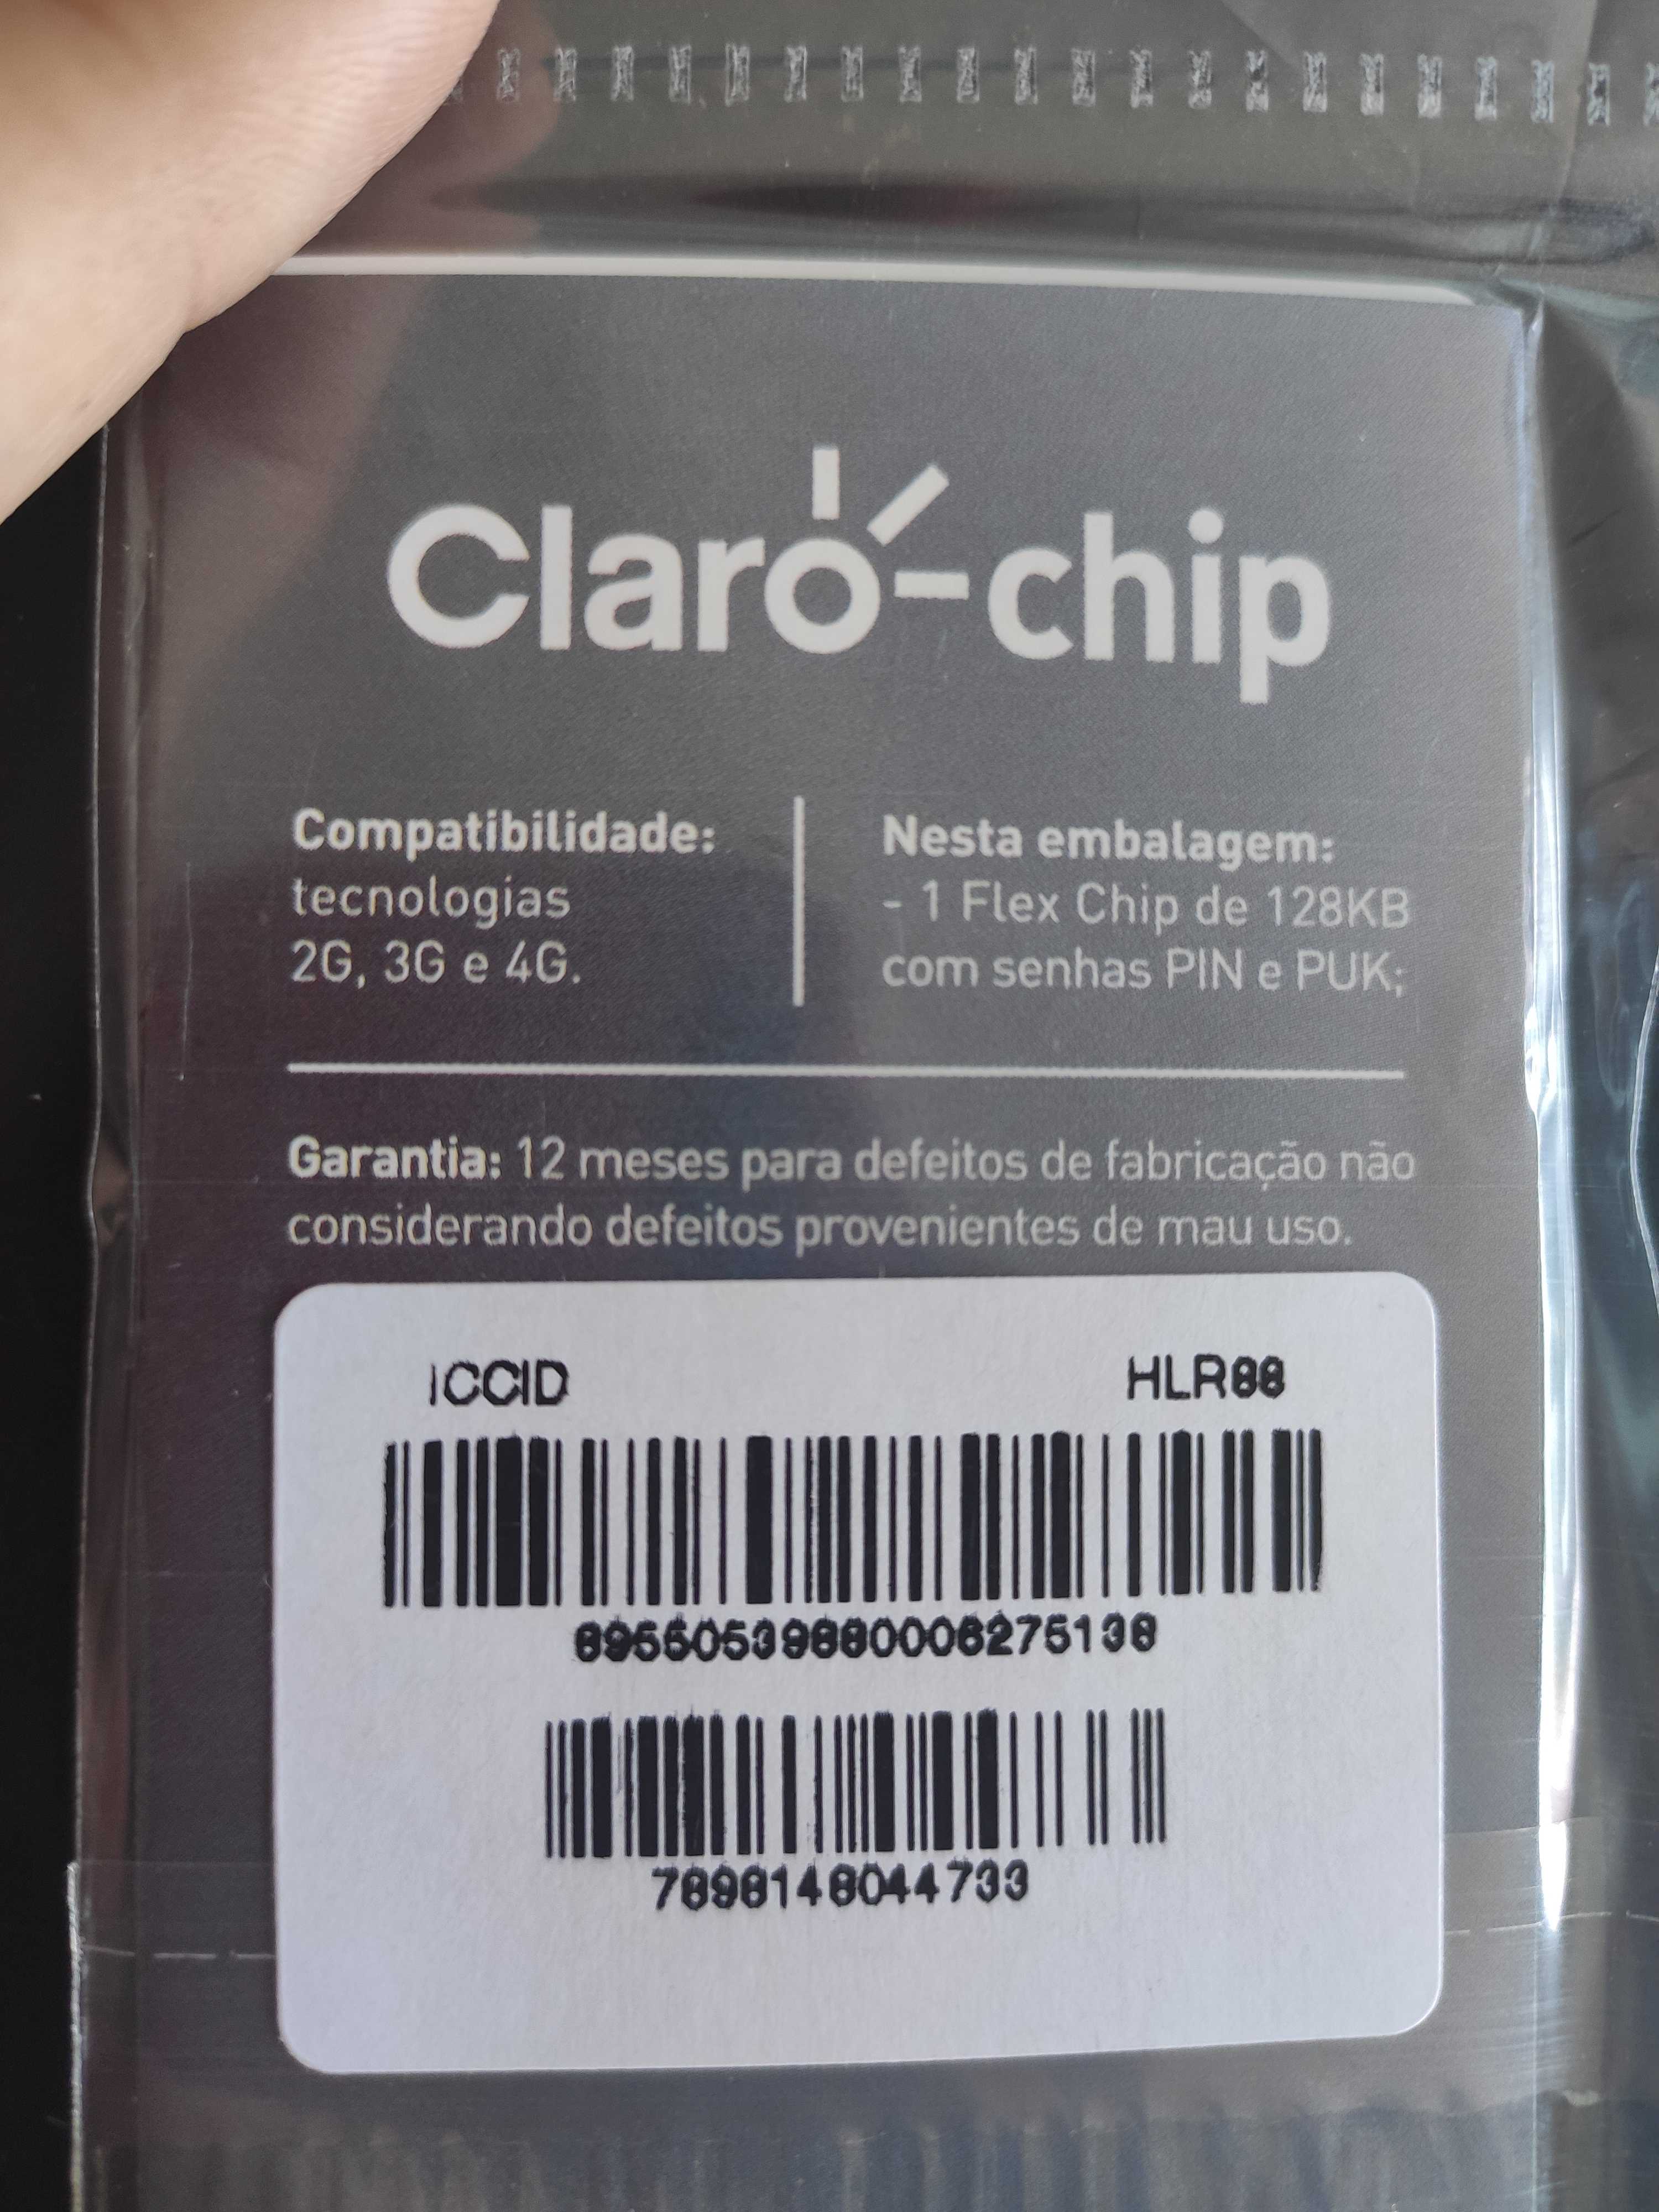 Claro-chip
Compatibilidade:
tecnologias
2G, 3G e 4G.
Nesta embalagem:
- 1 Flex Chip de 128KB
com senhas PIN e PUK;
Garantia: 12 meses para defeitos de fabricação não
considerando defeitos provenientes de mau uso.
ICCID HLR88
89550539880006275138
7898148044733